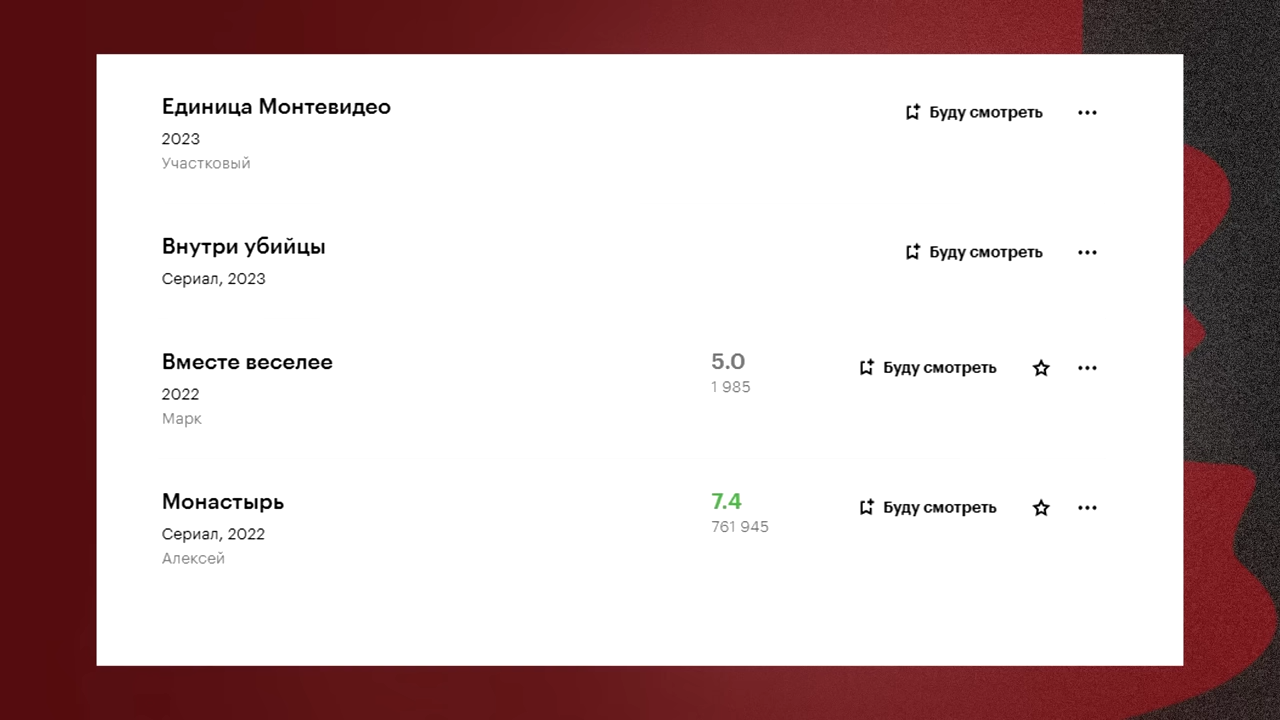 Единица Монтевидео
Буду смотреть
2023
Участковый
Внутри убийцы
Буду смотреть
Сериал, 2023
Вместе веселее
5.0
Буду смотреть
2022
1 985
Марк
Монастырь
7.4
Буду смотреть
Сериал, 2022
761 945
Алексей